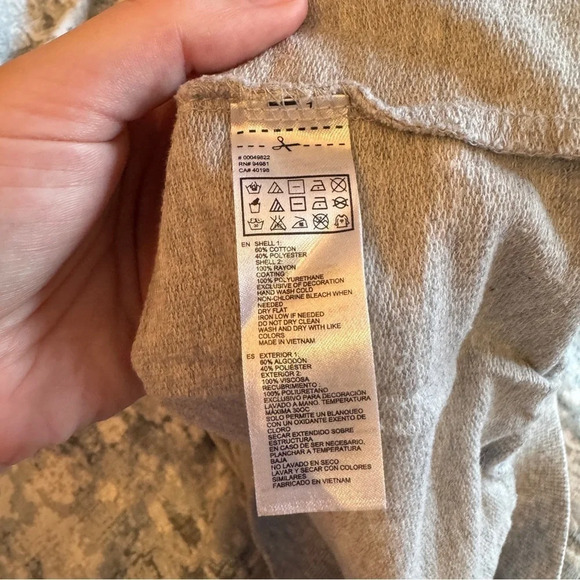 # 00049822
RN# 94981
CA# 40198
EN SHELL 1:
60% COTTON
40% POLYESTER
SHELL 2:
100% RAYON
COATING
100% POLYURETHANE
EXCLUSIVE OF DECORATION
HAND WASH COLD
NON-CHLORINE BLEACH WHEN
NEEDED
DRY FLAT
IRON LOW IF NEEDED
DO NOT DRY CLEAN
WASH AND DRY WITH LIKE
COLORS
MADE IN VIETNAM
ES EXTERIOR 1:
60% ALGODÓN
40% POLIÉSTER
EXTERIOR 2:
100% VISCOSA
RECUBRIMIENTO :
100% POLIURETANO
EXCLUSIVO PARA DECORACIÓN
LAVADO A MANO. TEMPERATURA
MÁXIMA 30OC
SOLO PERMITE UN BLANQUEO
CON UN OXIDANTE EXENTO DE
CLORO
SECAR EXTENDIDO SOBRE
ESTRUCTURA
EN CASO DE SER NECESARIO,
PLANCHAR A TEMPERATURA
BAJA
NO LAVADO EN SECO
LAVAR Y SECAR CON COLORES
SIMILARES
FABRICADO EN VIETNAM